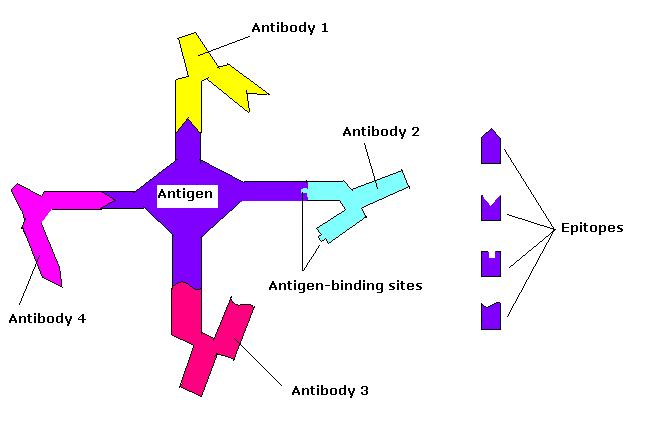 Antibody 1
Antibody 2
Antigen
Epitopes
Antigen-binding sites
Antibody 4
Antibody 3